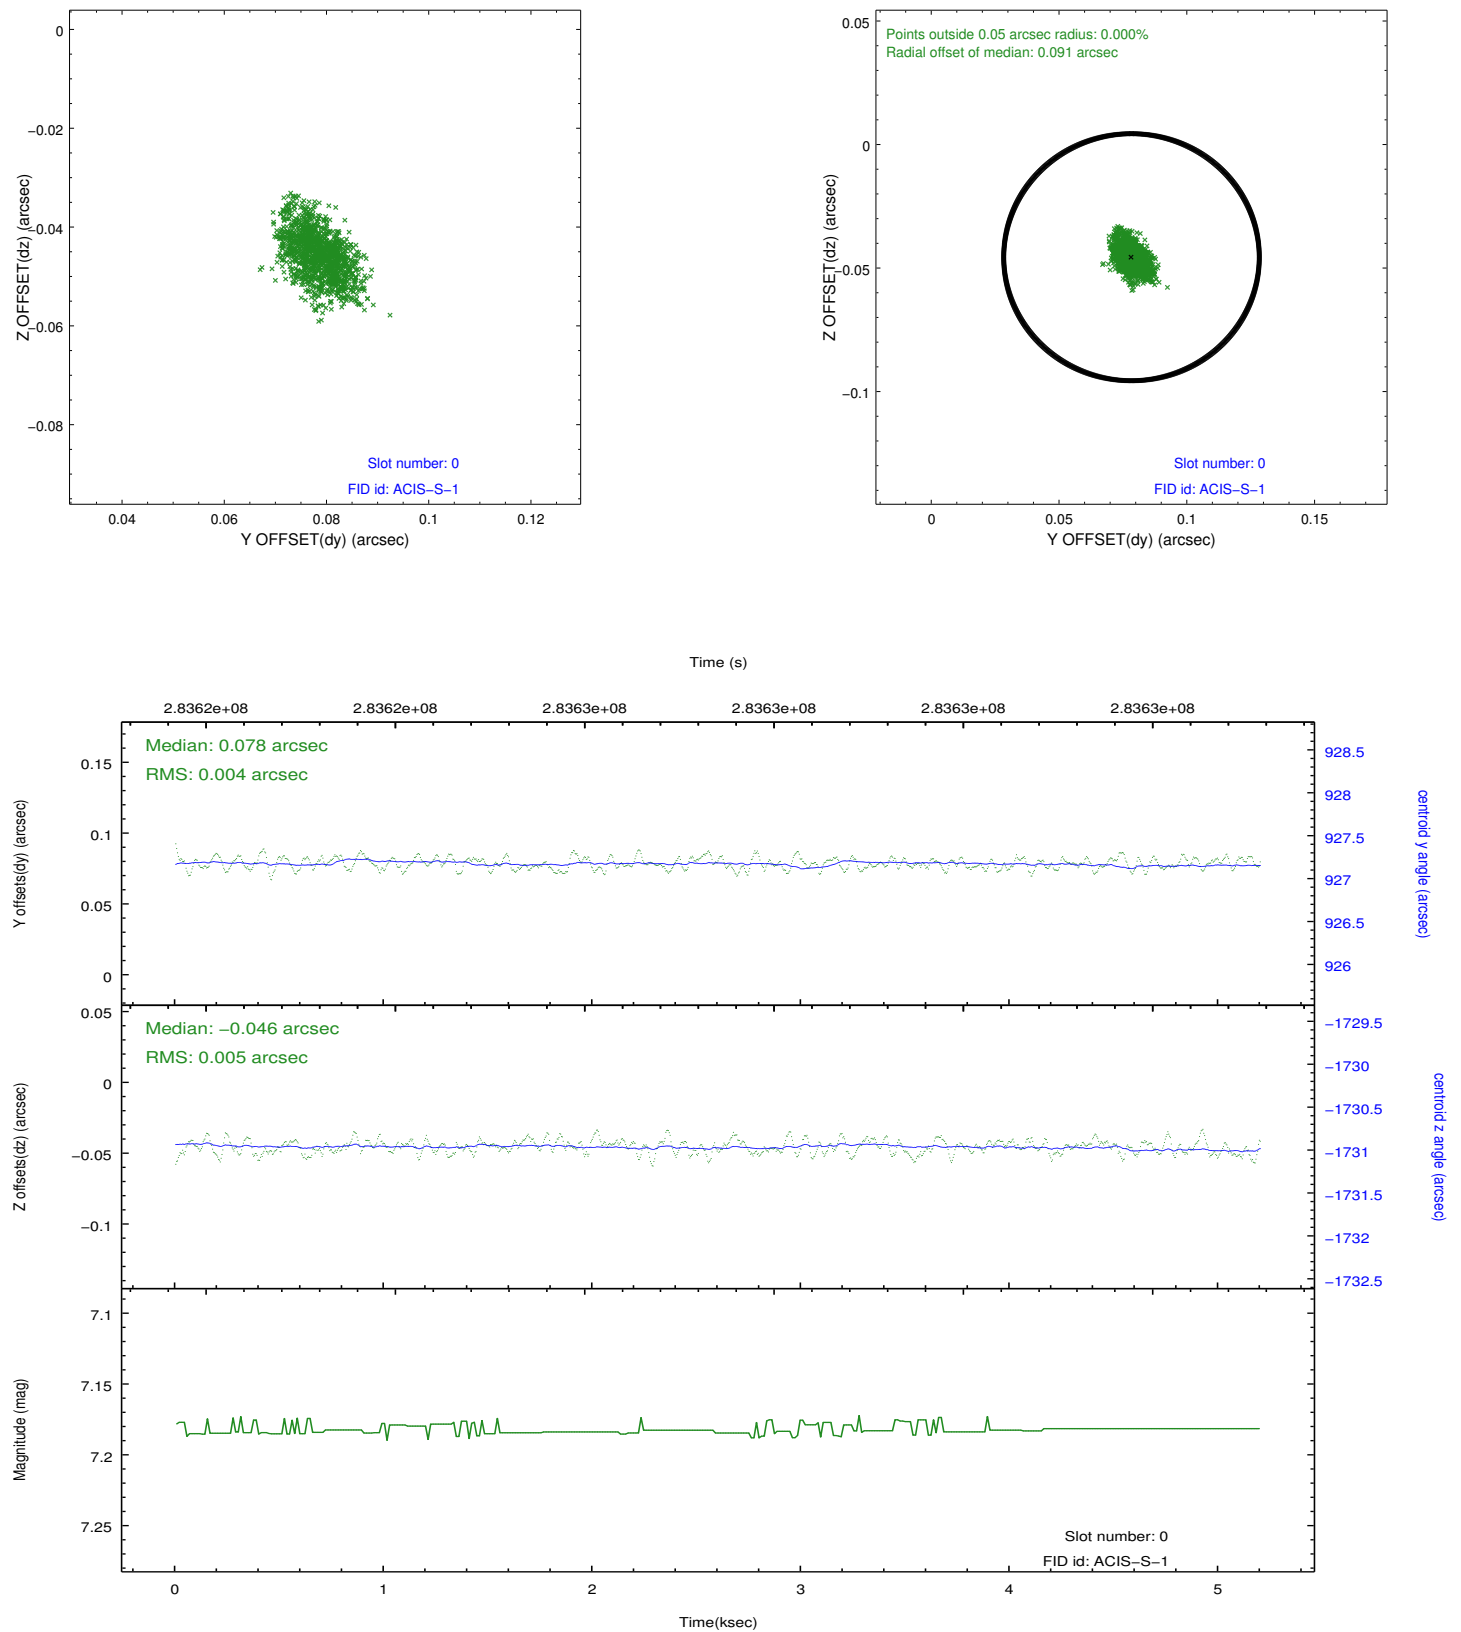 0
−0.02
−0.04
−0.06
−0.08
Z OFFSET(dz) (arcsec)
Slot number: 0
FID id: ACIS−S−1
0.04 0.06 0.08 0.1 0.12
Y OFFSET(dy) (arcsec)
Points outside 0.05 arcsec radius: 0.000%
Radial offset of median: 0.091 arcsec
0.05
0
−0.05
−0.1
Z OFFSET(dz) (arcsec)
Slot number: 0
FID id: ACIS−S−1
0 0.05 0.1 0.15
Y OFFSET(dy) (arcsec)
Time (s)
2.8362e+08 2.8362e+08 2.8363e+08 2.8363e+08 2.8363e+08 2.8363e+08
Median: 0.078 arcsec
RMS: 0.004 arcsec
0.15
0.1
0.05
0
Y offsets(dy) (arcsec)
928.5
928
927.5
927
926.5
926
centroid y angle (arcsec)
Median: −0.046 arcsec
RMS: 0.005 arcsec
0.05
0
−0.05
−0.1
Z offsets(dz) (arcsec)
−1729.5
−1730
−1730.5
−1731
−1731.5
−1732
−1732.5
centroid z angle (arcsec)
7.1
7.15
7.2
7.25
Magnitude (mag)
Slot number: 0
FID id: ACIS−S−1
0 1 2 3 4 5
Time(ksec)